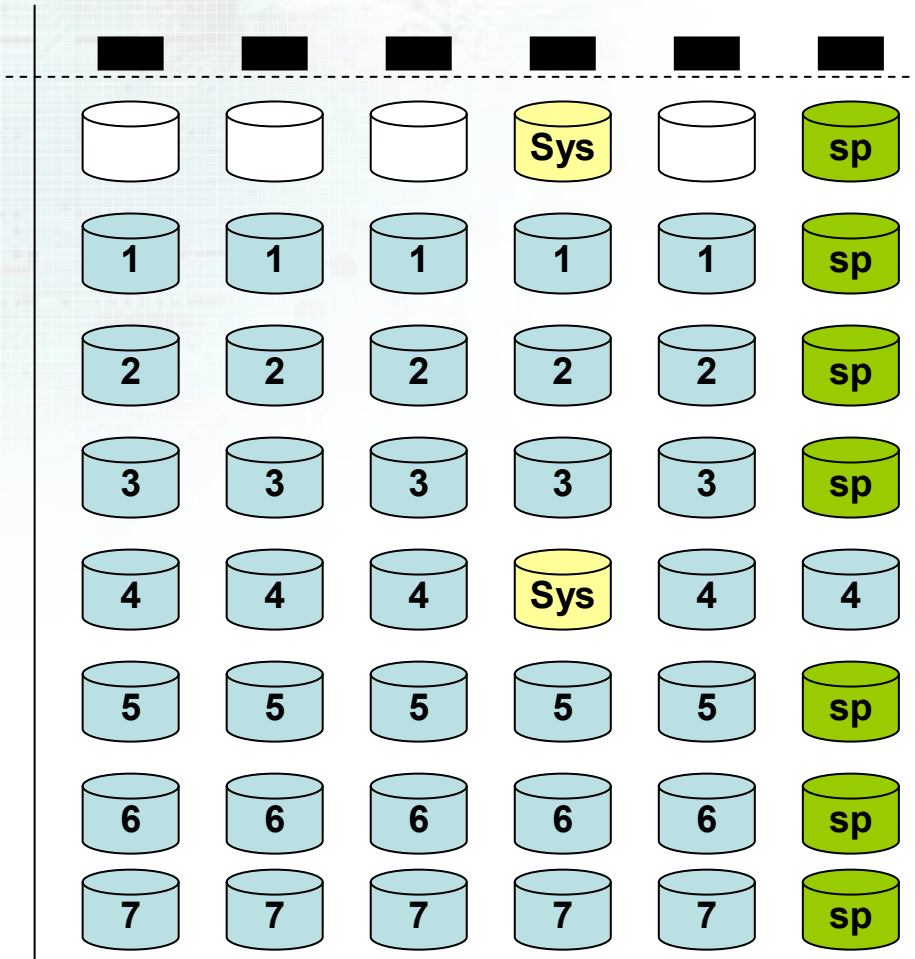 Sys sp
1 1 1 1 1 sp
2 2 2 2 2 sp
3 3 3 3 3 sp
4 4 4 Sys 4 4
5 5 5 5 5 sp
6 6 6 6 6 sp
7 7 7 7 7 sp